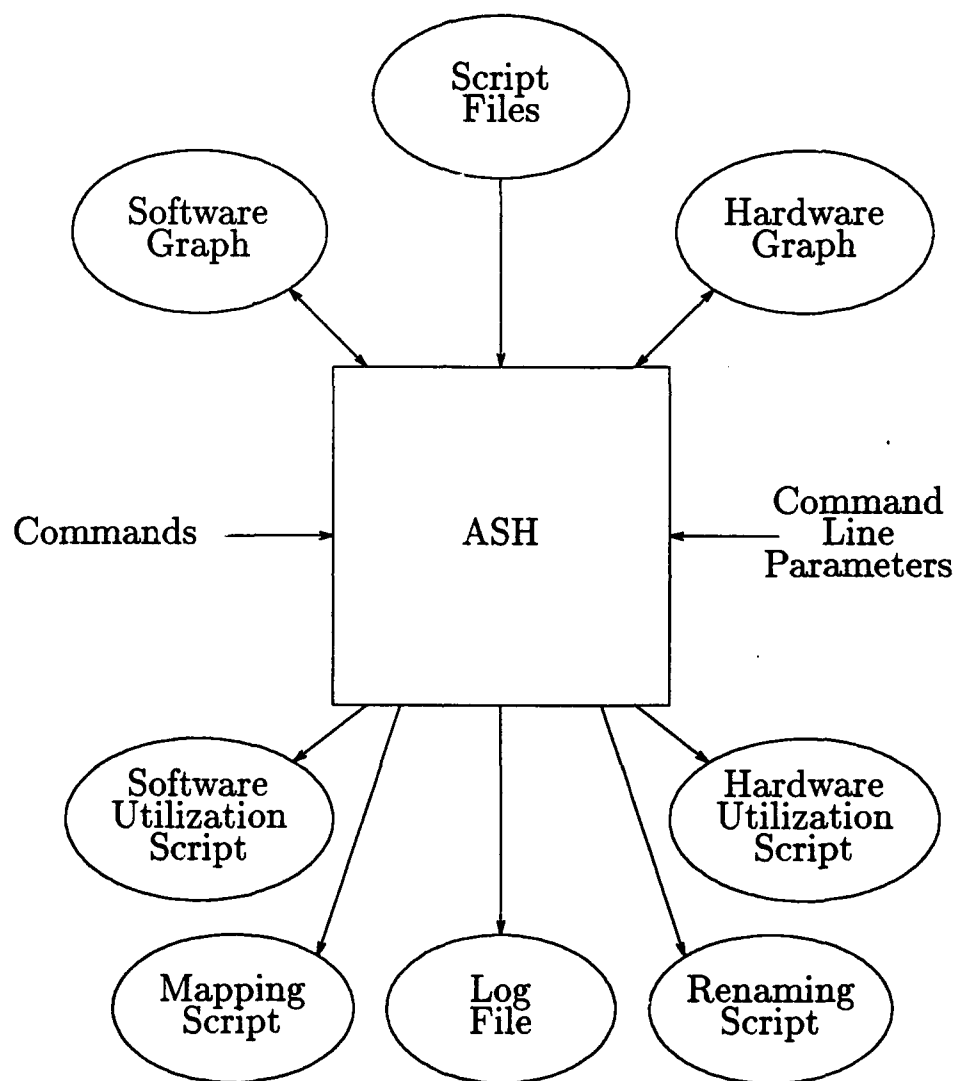 Script
Files
Software
Graph
Hardware
Graph
Commands
ASH
Command
Line
Parameters
Software
Utilization
Script
Hardware
Utilization
Script
Mapping
Script
Log
File
Renaming
Script